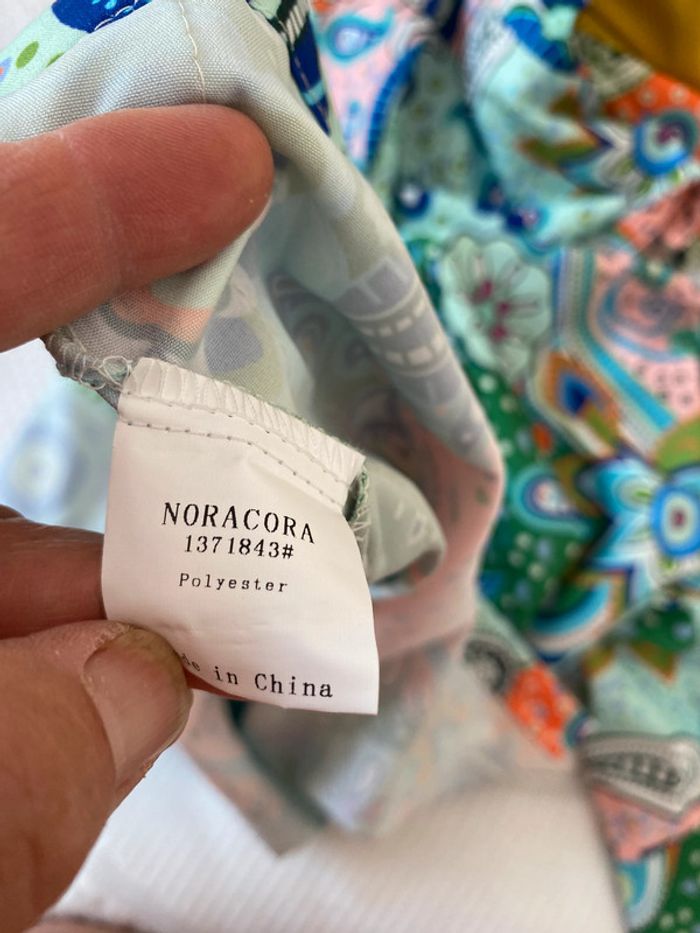 NORACORA
1371843#
Polyester
in China